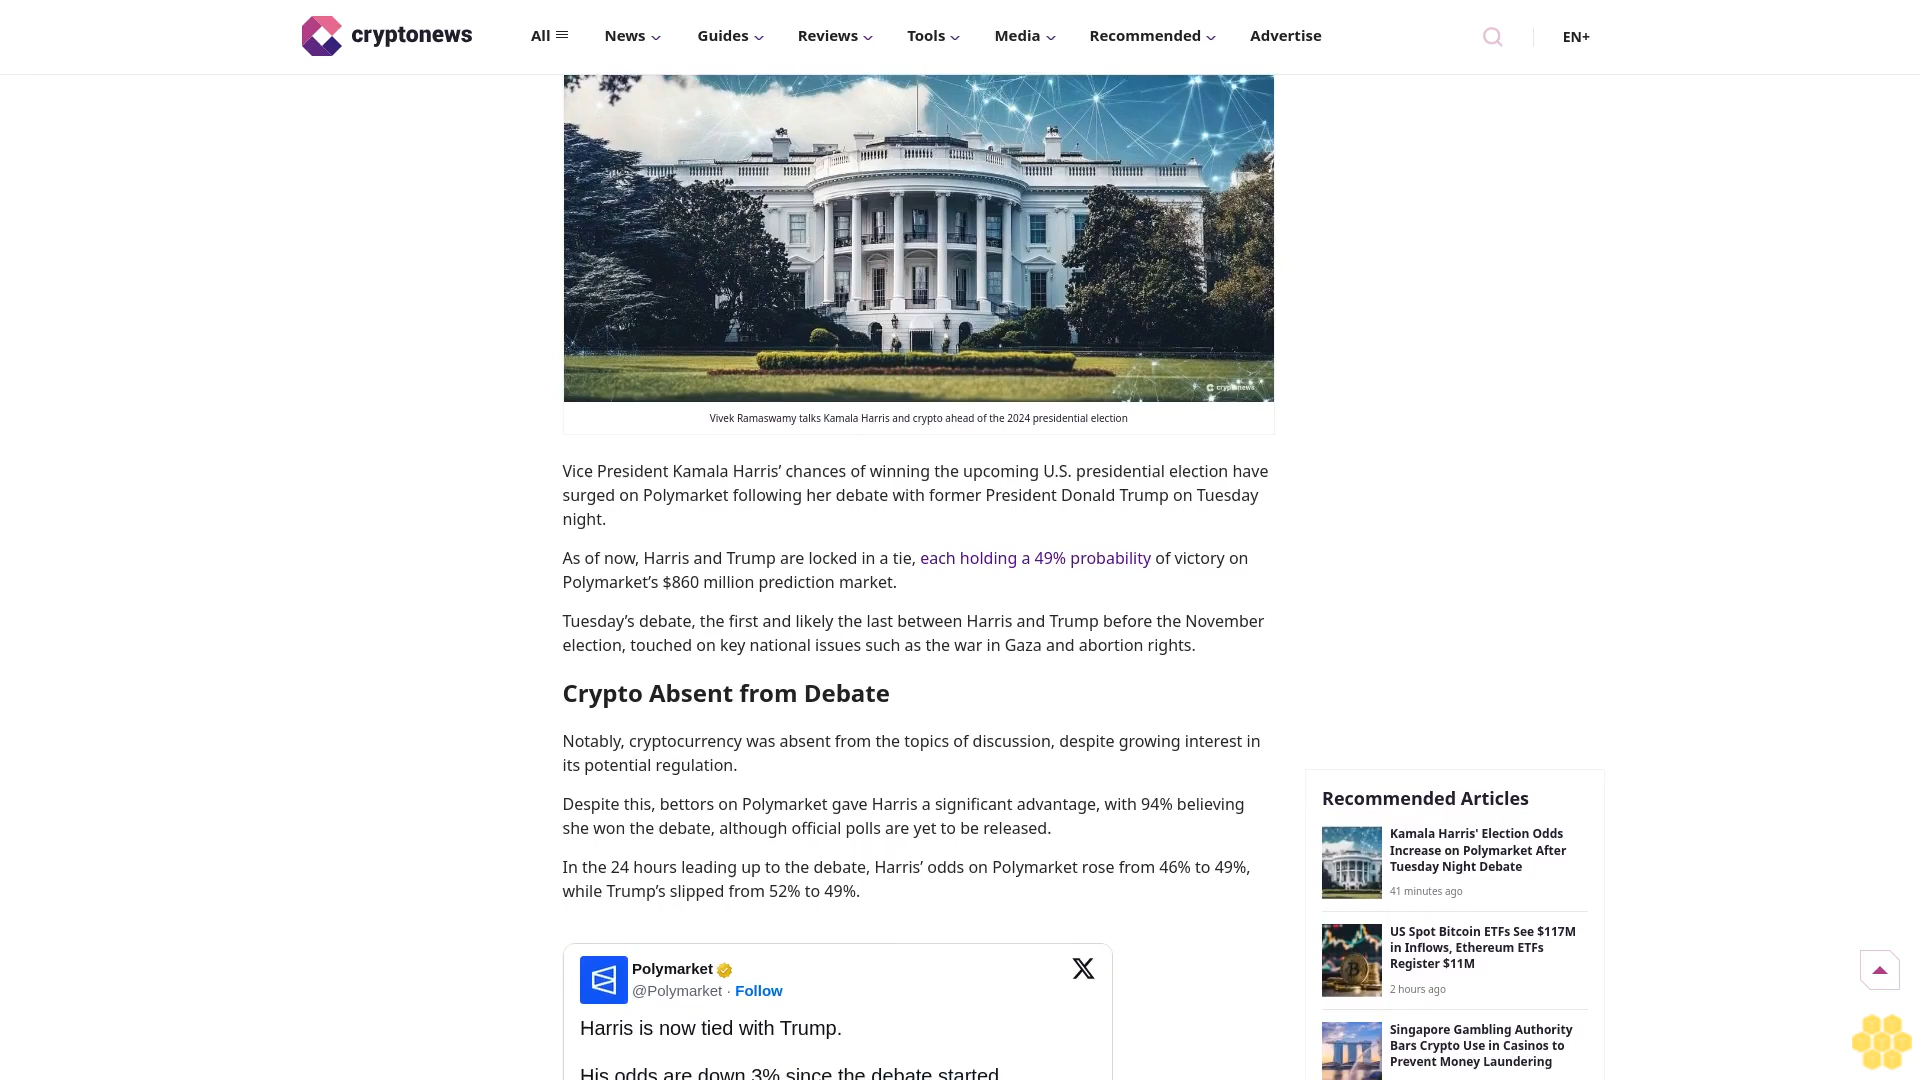 cryptonews
All
News
Guides
Reviews
Tools
Media
Recommended
Advertise
EN+
cryptonews
Vivek Ramaswamy talks Kamala Harris and crypto ahead of the 2024 presidential election
Vice President Kamala Harris’ chances of winning the upcoming U.S. presidential election have
surged on Polymarket following her debate with former President Donald Trump on Tuesday
night.
As of now, Harris and Trump are locked in a tie, each holding a 49% probability of victory on
Polymarket’s $860 million prediction market.
Tuesday’s debate, the first and likely the last between Harris and Trump before the November
election, touched on key national issues such as the war in Gaza and abortion rights.
Crypto Absent from Debate
Notably, cryptocurrency was absent from the topics of discussion, despite growing interest in
its potential regulation.
Despite this, bettors on Polymarket gave Harris a significant advantage, with 94% believing
she won the debate, although official polls are yet to be released.
In the 24 hours leading up to the debate, Harris’ odds on Polymarket rose from 46% to 49%,
while Trump’s slipped from 52% to 49%.
Polymarket
@Polymarket · Follow
Harris is now tied with Trump.
His odds are down 3% since the debate started.
Recommended Articles
Kamala Harris' Election Odds
Increase on Polymarket After
Tuesday Night Debate
41 minutes ago
US Spot Bitcoin ETFs See $117M
in Inflows, Ethereum ETFs
Register $11M
2 hours ago
Singapore Gambling Authority
Bars Crypto Use in Casinos to
Prevent Money Laundering